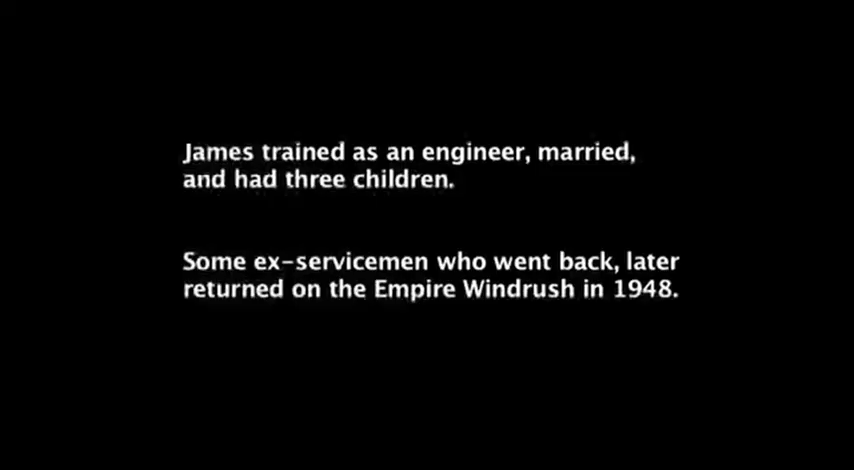 James trained as an engineer, married,
and had three children.
Some ex-servicemen who went back, later
returned on the Empire Windrush in 1948.